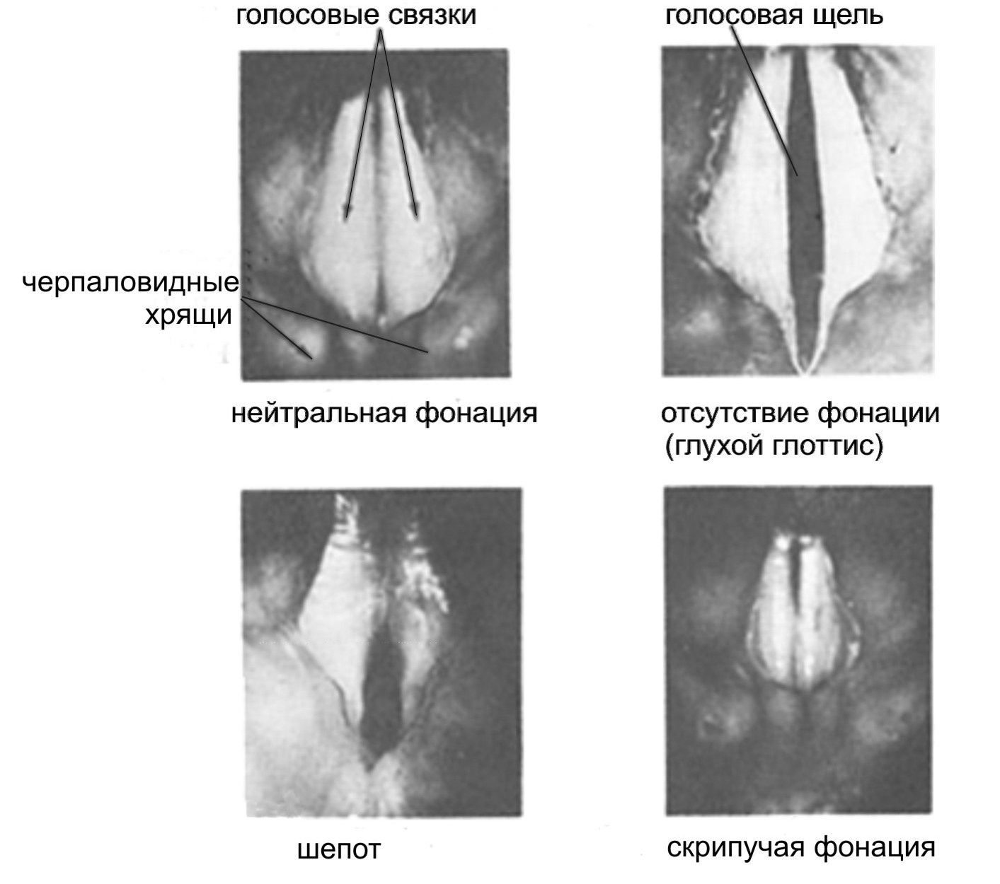 голосовые связки
голосовая щель
черпаловидные
хрящи
нейтральная фонация
отсутствие фонации
(глухой глоттис)
шепот
скрипучая фонация